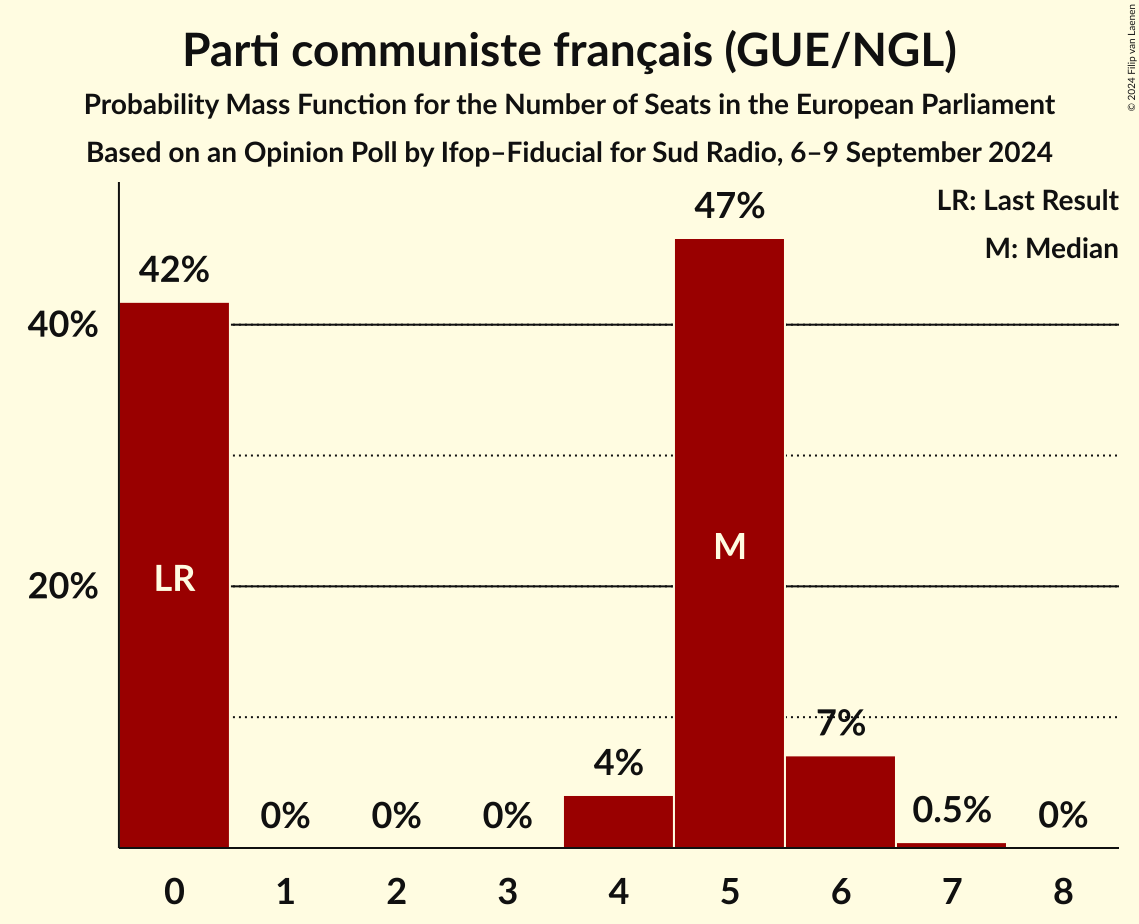 Parti communiste français (GUE/NGL)
Probability Mass Function for the Number of Seats in the European Parliament
Based on an Opinion Poll by Ifop–Fiducial for Sud Radio, 6–9 September 2024
© 2024 Filip van Laenen
LR: Last Result
M: Median
47%
42%
40%
M
LR
20%
7%
4%
0%
0%
0%
0.5%
0%
0
1
2
3
4
5
6
7
8